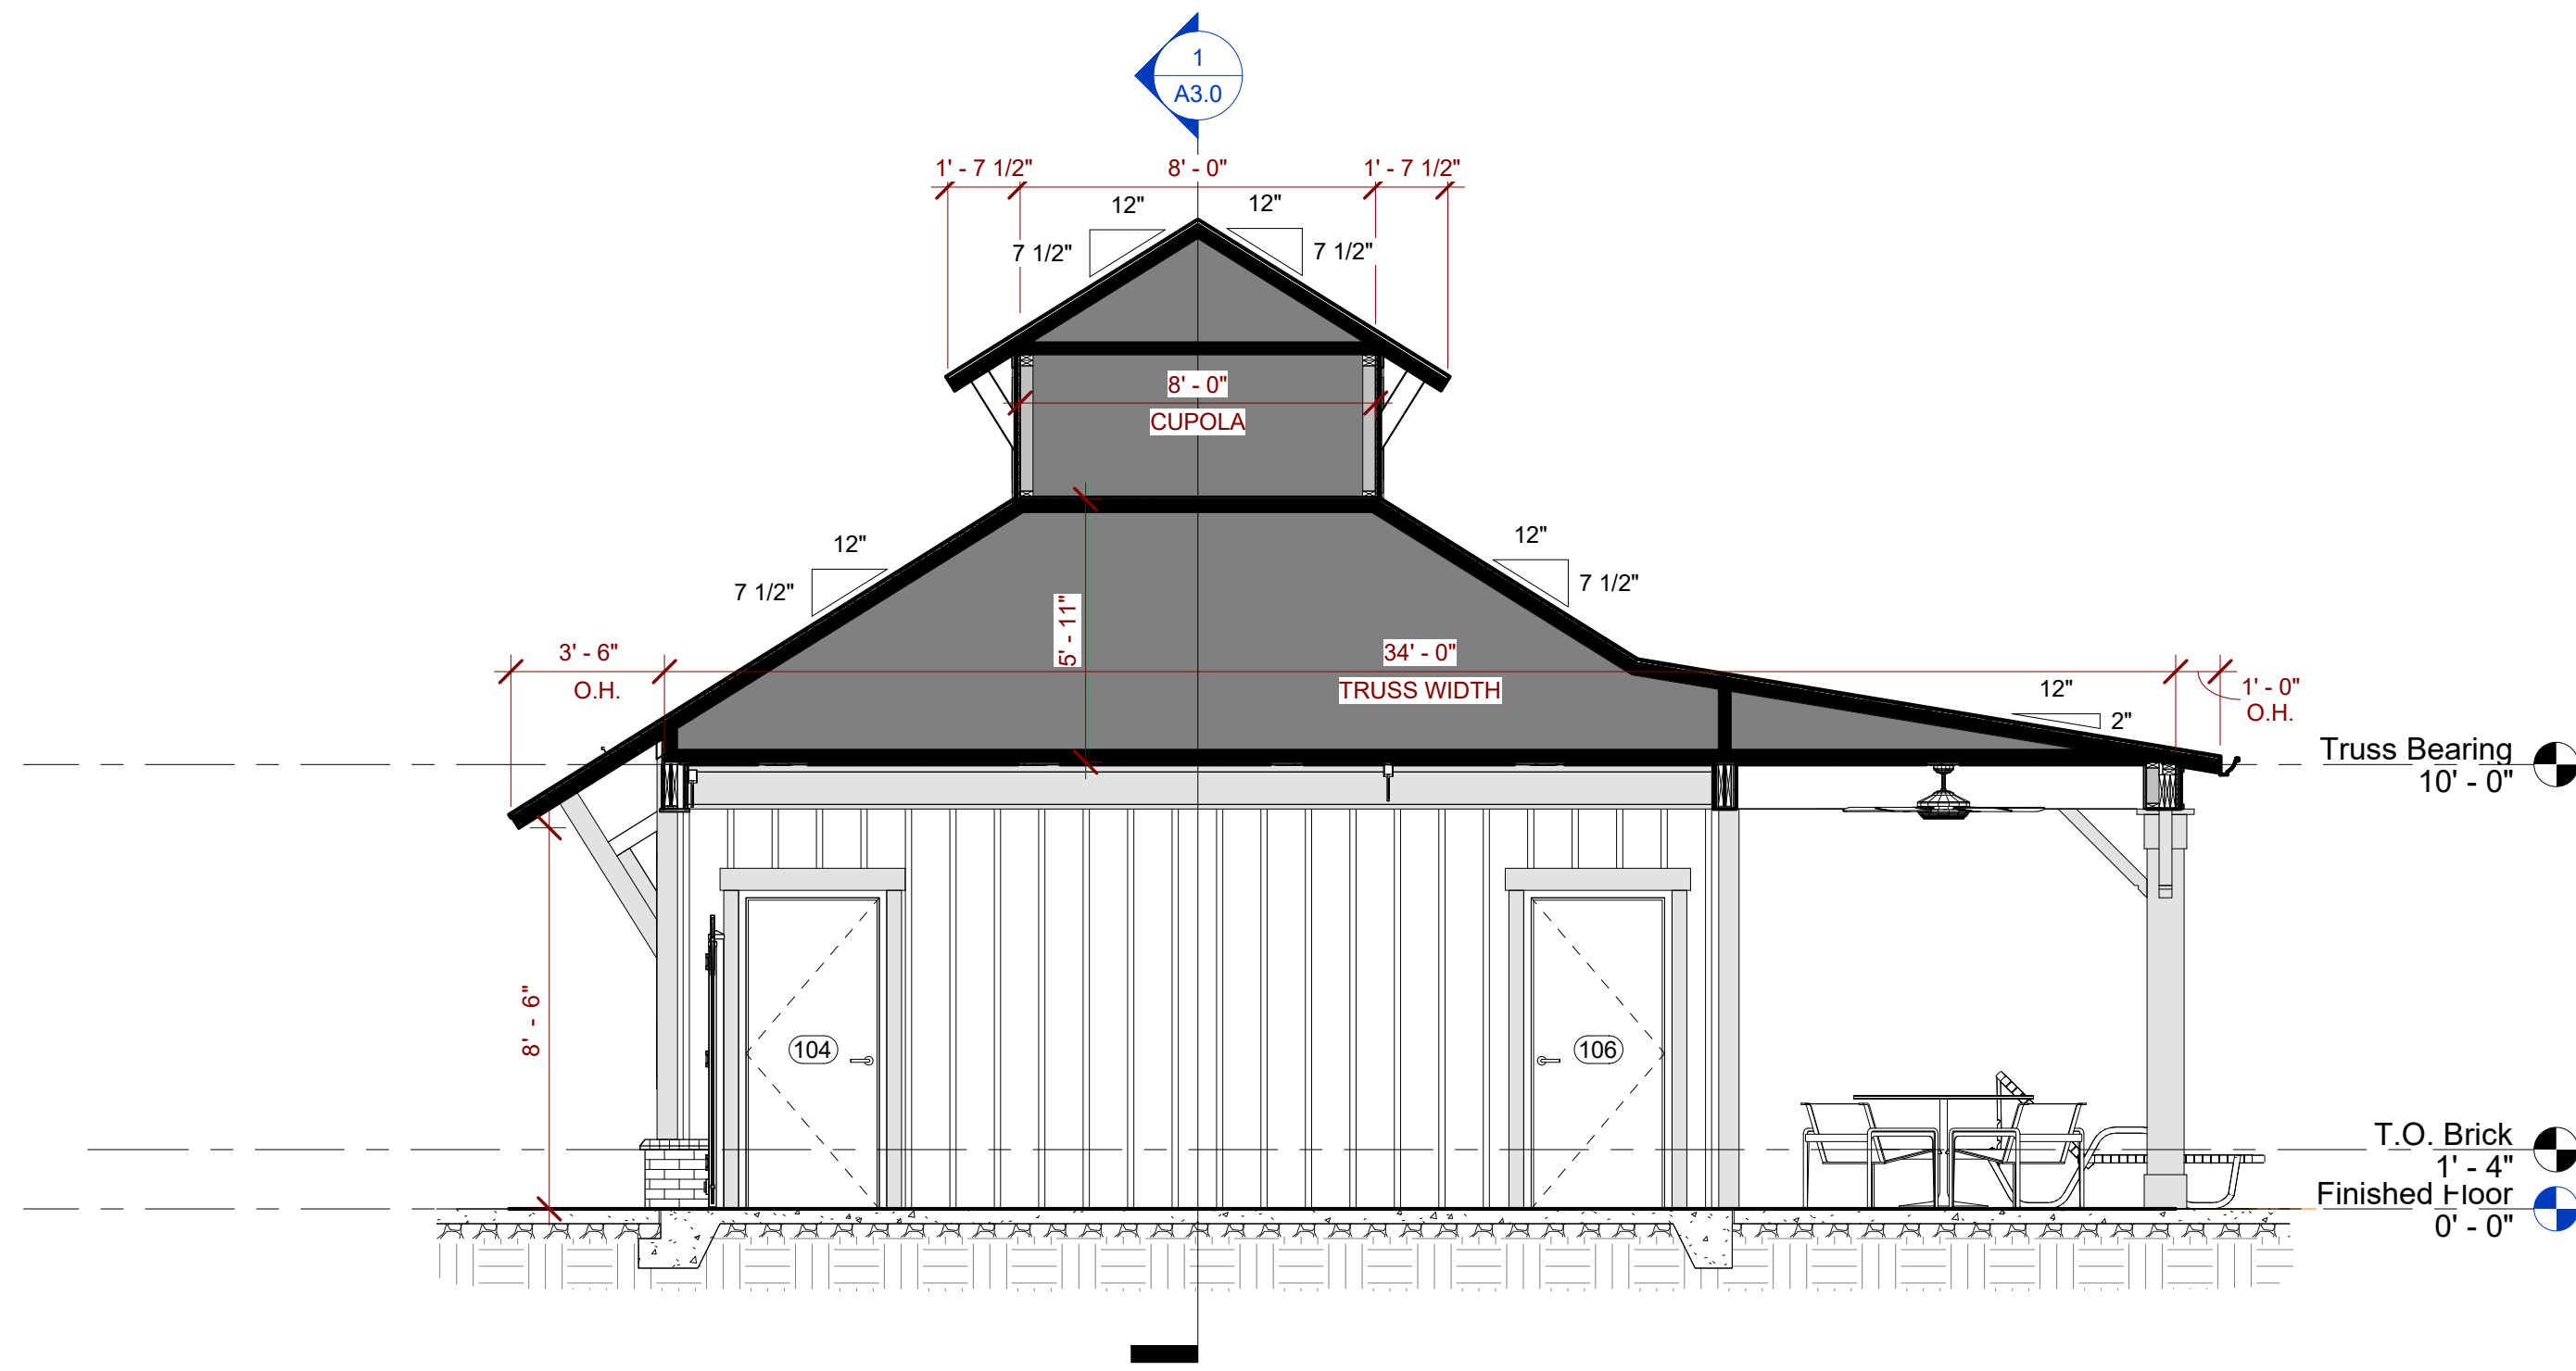 1
A3.0
1' - 7 1/2"
8' - 0"
1' - 7 1/2"
12"
12"
7 1/2"
7 1/2"
8' - 0"
CUPOLA
12"
12"
7 1/2"
7 1/2"
5' - 11"
3' - 6"
O.H.
34' - 0"
TRUSS WIDTH
12"
2"
1' - 0"
O.H.
Truss Bearing
10' - 0"
8' - 6"
104
106
T.O. Brick
1' - 4"
Finished Floor
0' - 0"